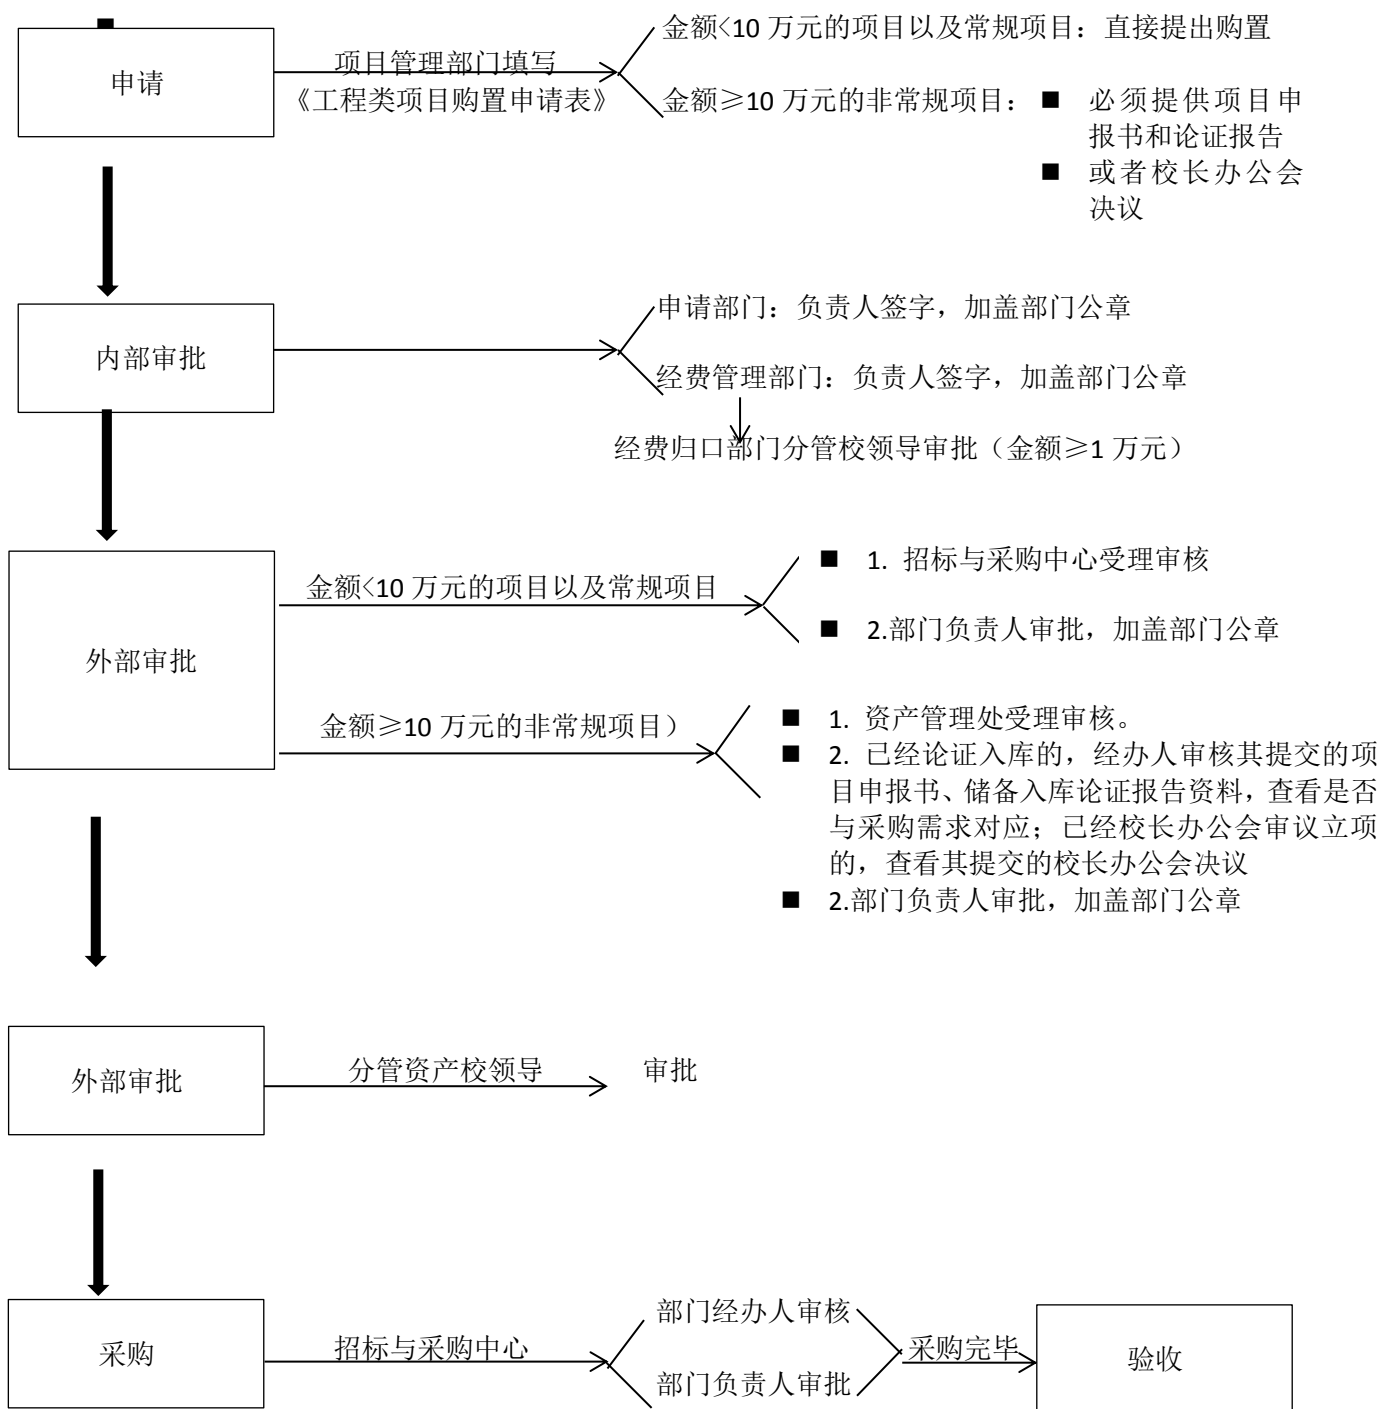 金额<10 万元的项目以及常规项目：直接提出购置
申请
项目管理部门填写
《工程类项目购置申请表》
金额≥10 万元的非常规项目：
■ 必须提供项目申
报书和论证报告
■ 或者校长办公会
决议
内部审批
申请部门：负责人签字，加盖部门公章
经费管理部门：负责人签字，加盖部门公章
经费归口部门分管校领导审批（金额≥1 万元）
外部审批
金额<10 万元的项目以及常规项目
■ 1. 招标与采购中心受理审核
■ 2.部门负责人审批，加盖部门公章
金额≥10 万元的非常规项目）
■ 1. 资产管理处受理审核。
■ 2. 已经论证入库的，经办人审核其提交的项
目申报书、储备入库论证报告资料，查看是否
与采购需求对应；已经校长办公会审议立项
的，查看其提交的校长办公会决议
■ 2.部门负责人审批，加盖部门公章
外部审批
分管资产校领导
审批
采购
招标与采购中心
部门经办人审核
部门负责人审批
采购完毕
验收